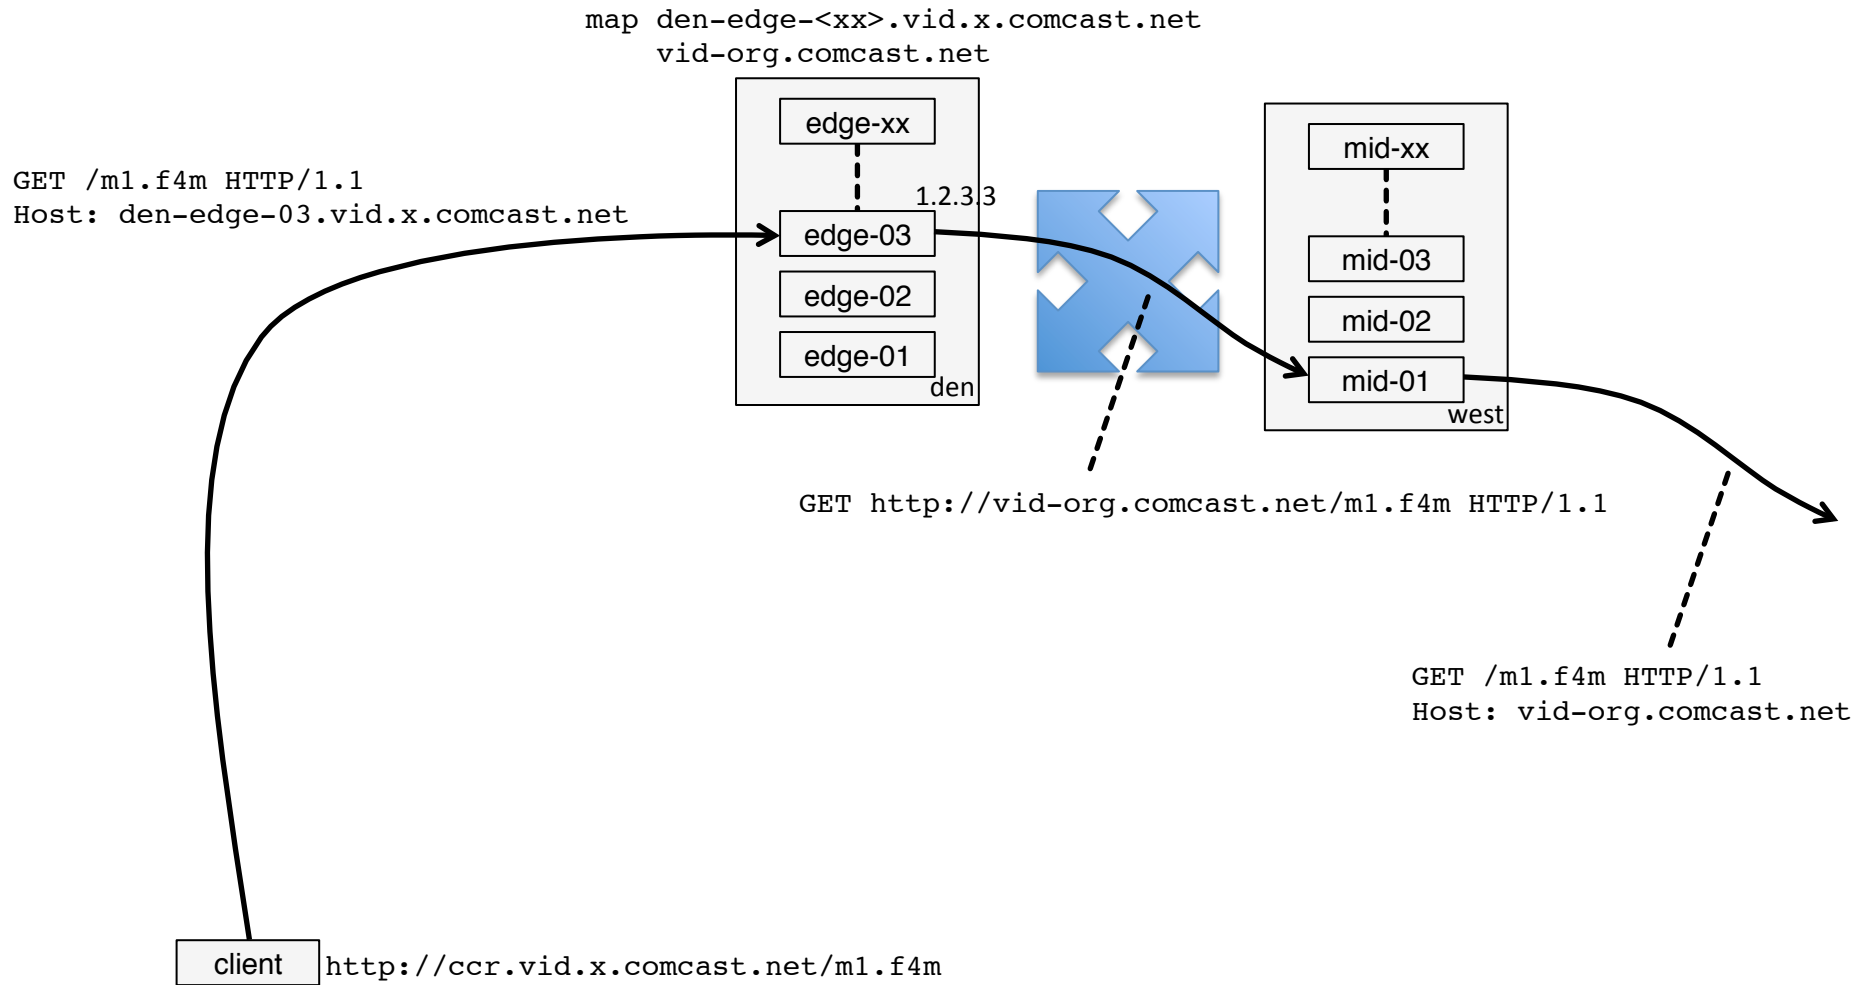 map den-edge-<xx>.vid.x.comcast.net
vid-org.comcast.net
edge-xx
mid-xx
GET /m1.f4m HTTP/1.1
Host: den-edge-03.vid.x.comcast.net
1.2.3.3
edge-03
edge-02
edge-01
den
mid-03
mid-02
mid-01
west
GET http://vid-org.comcast.net/m1.f4m HTTP/1.1
GET /m1.f4m HTTP/1.1
Host: vid-org.comcast.net
client
http://ccr.vid.x.comcast.net/m1.f4m